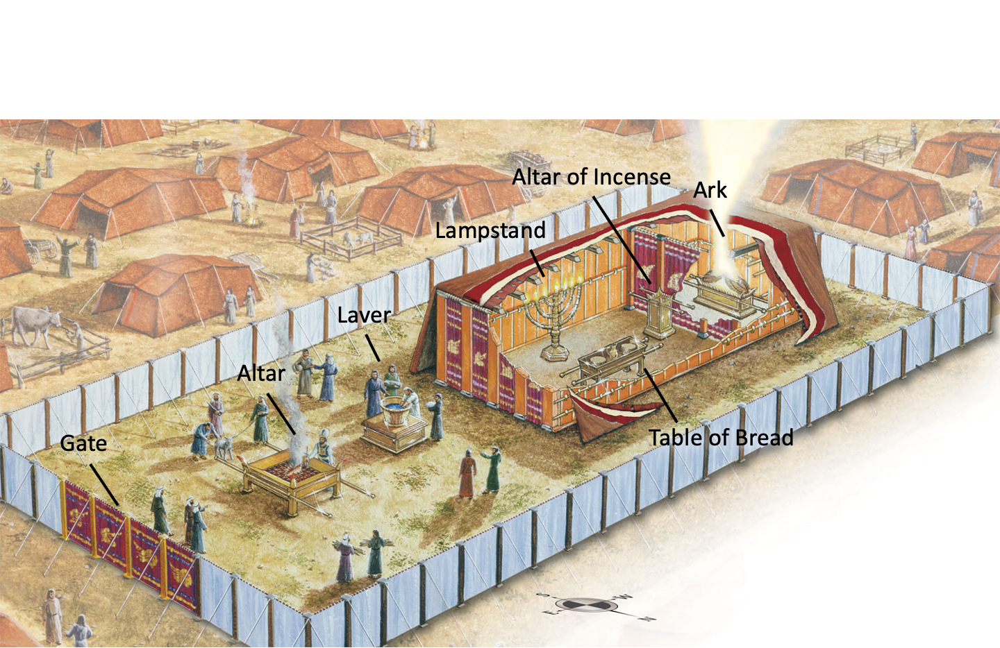 Altar of Incense
Ark
Lampstand
Laver
Altar
Gate
Table of Bread
S
W
E
N